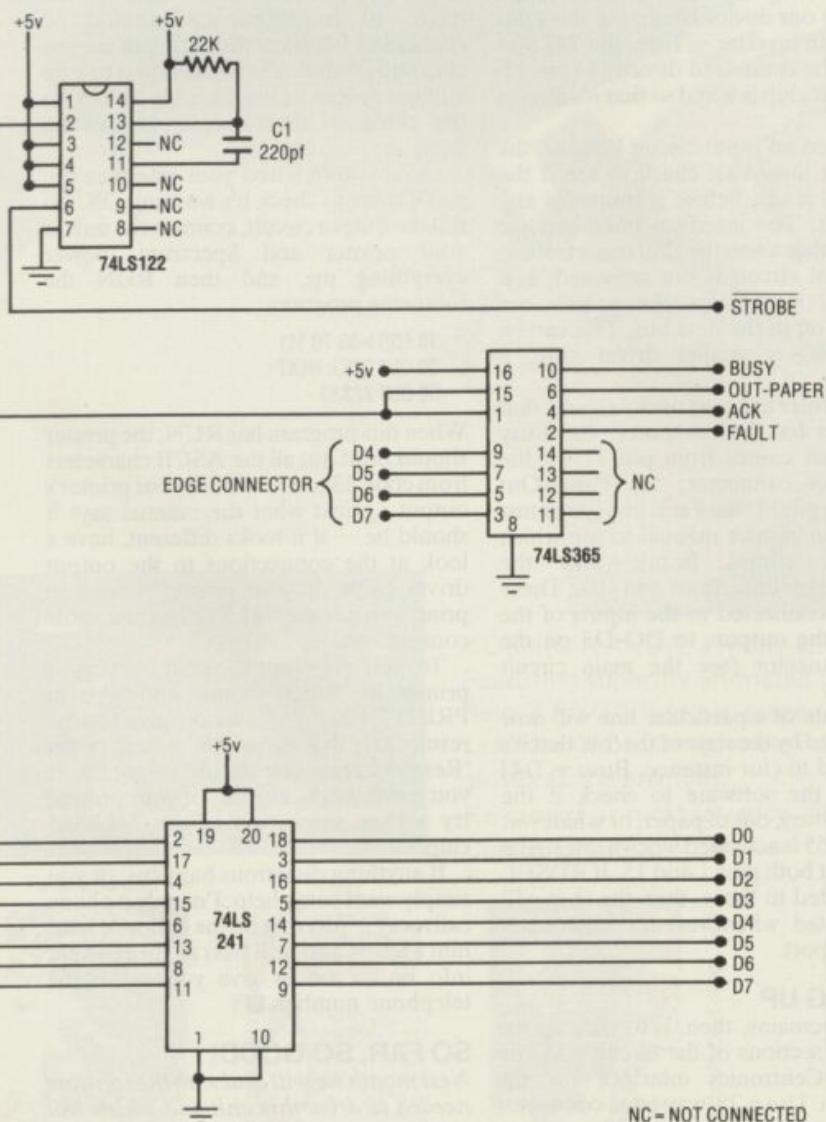 +5v
+5v
22K
C1
220pf
1 14
2 13
3 12 NC
4 11
5 10 NC
6 9 NC
7 8 NC
74LS122
STROBE
+5v
16 10 BUSY
15 6 OUT-PAPER
1 4 ACK
2 FAULT
D4 9 14
D5 7 13
EDGE CONNECTOR
NC
D6 5 12
D7 3 11
8
74LS365
+5v
19 20
2 18 D0
17 3 D1
4 16 D2
15 5 D3
74LS
241
6 14 D4
13 7 D5
8 12 D6
11 9 D7
1 10
NC = NOT CONNECTED